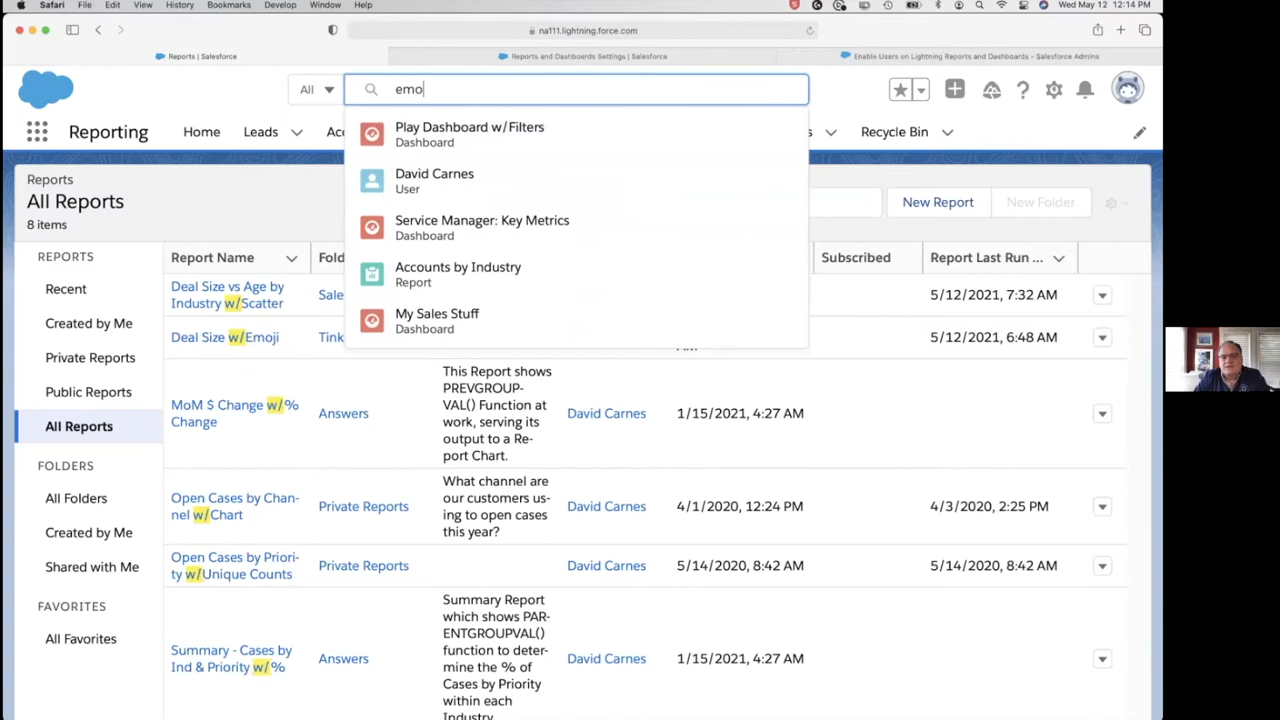 Safari File Edit View History Bookmarks Develop Window Help
Wed May 12 12:14 PM
na111.lightning.force.com
Reports | Salesforce
Reports and Dashboards Settings | Salesforce
Enable Users on Lightning Reports and Dashboards - Salesforce Admins
All
emo
Reporting
Home
Leads
Acc
s
Recycle Bin
Play Dashboard w/Filters
Dashboard
David Carnes
User
Service Manager: Key Metrics
Dashboard
Accounts by Industry
Report
My Sales Stuff
Dashboard
Reports
All Reports
8 items
New Report
New Folder
REPORTS
Recent
Created by Me
Private Reports
Public Reports
All Reports
FOLDERS
All Folders
Created by Me
Shared with Me
FAVORITES
All Favorites
Report Name
Fold
Subscribed
Report Last Run ...
Deal Size vs Age by
Industry w/Scatter
Sale
5/12/2021, 7:32 AM
Deal Size w/Emoji
Tink
5/12/2021, 6:48 AM
MoM $ Change w/%
Change
Answers
This Report shows
PREVGROUP-
VAL() Function at
work, serving its
output to a Re-
port Chart.
David Carnes
1/15/2021, 4:27 AM
Open Cases by Chan-
nel w/Chart
Private Reports
What channel are
our customers us-
ing to open cases
this year?
David Carnes
4/1/2020, 12:24 PM
4/3/2020, 2:25 PM
Open Cases by Priori-
ty w/Unique Counts
Private Reports
David Carnes
5/14/2020, 8:42 AM
5/14/2020, 8:42 AM
Summary - Cases by
Ind & Priority w/%
Answers
Summary Report
which shows PAR-
ENTGROUPVAL()
function to deter-
mine the % of
Cases by Priority
within each
Industry
David Carnes
1/15/2021, 4:27 AM